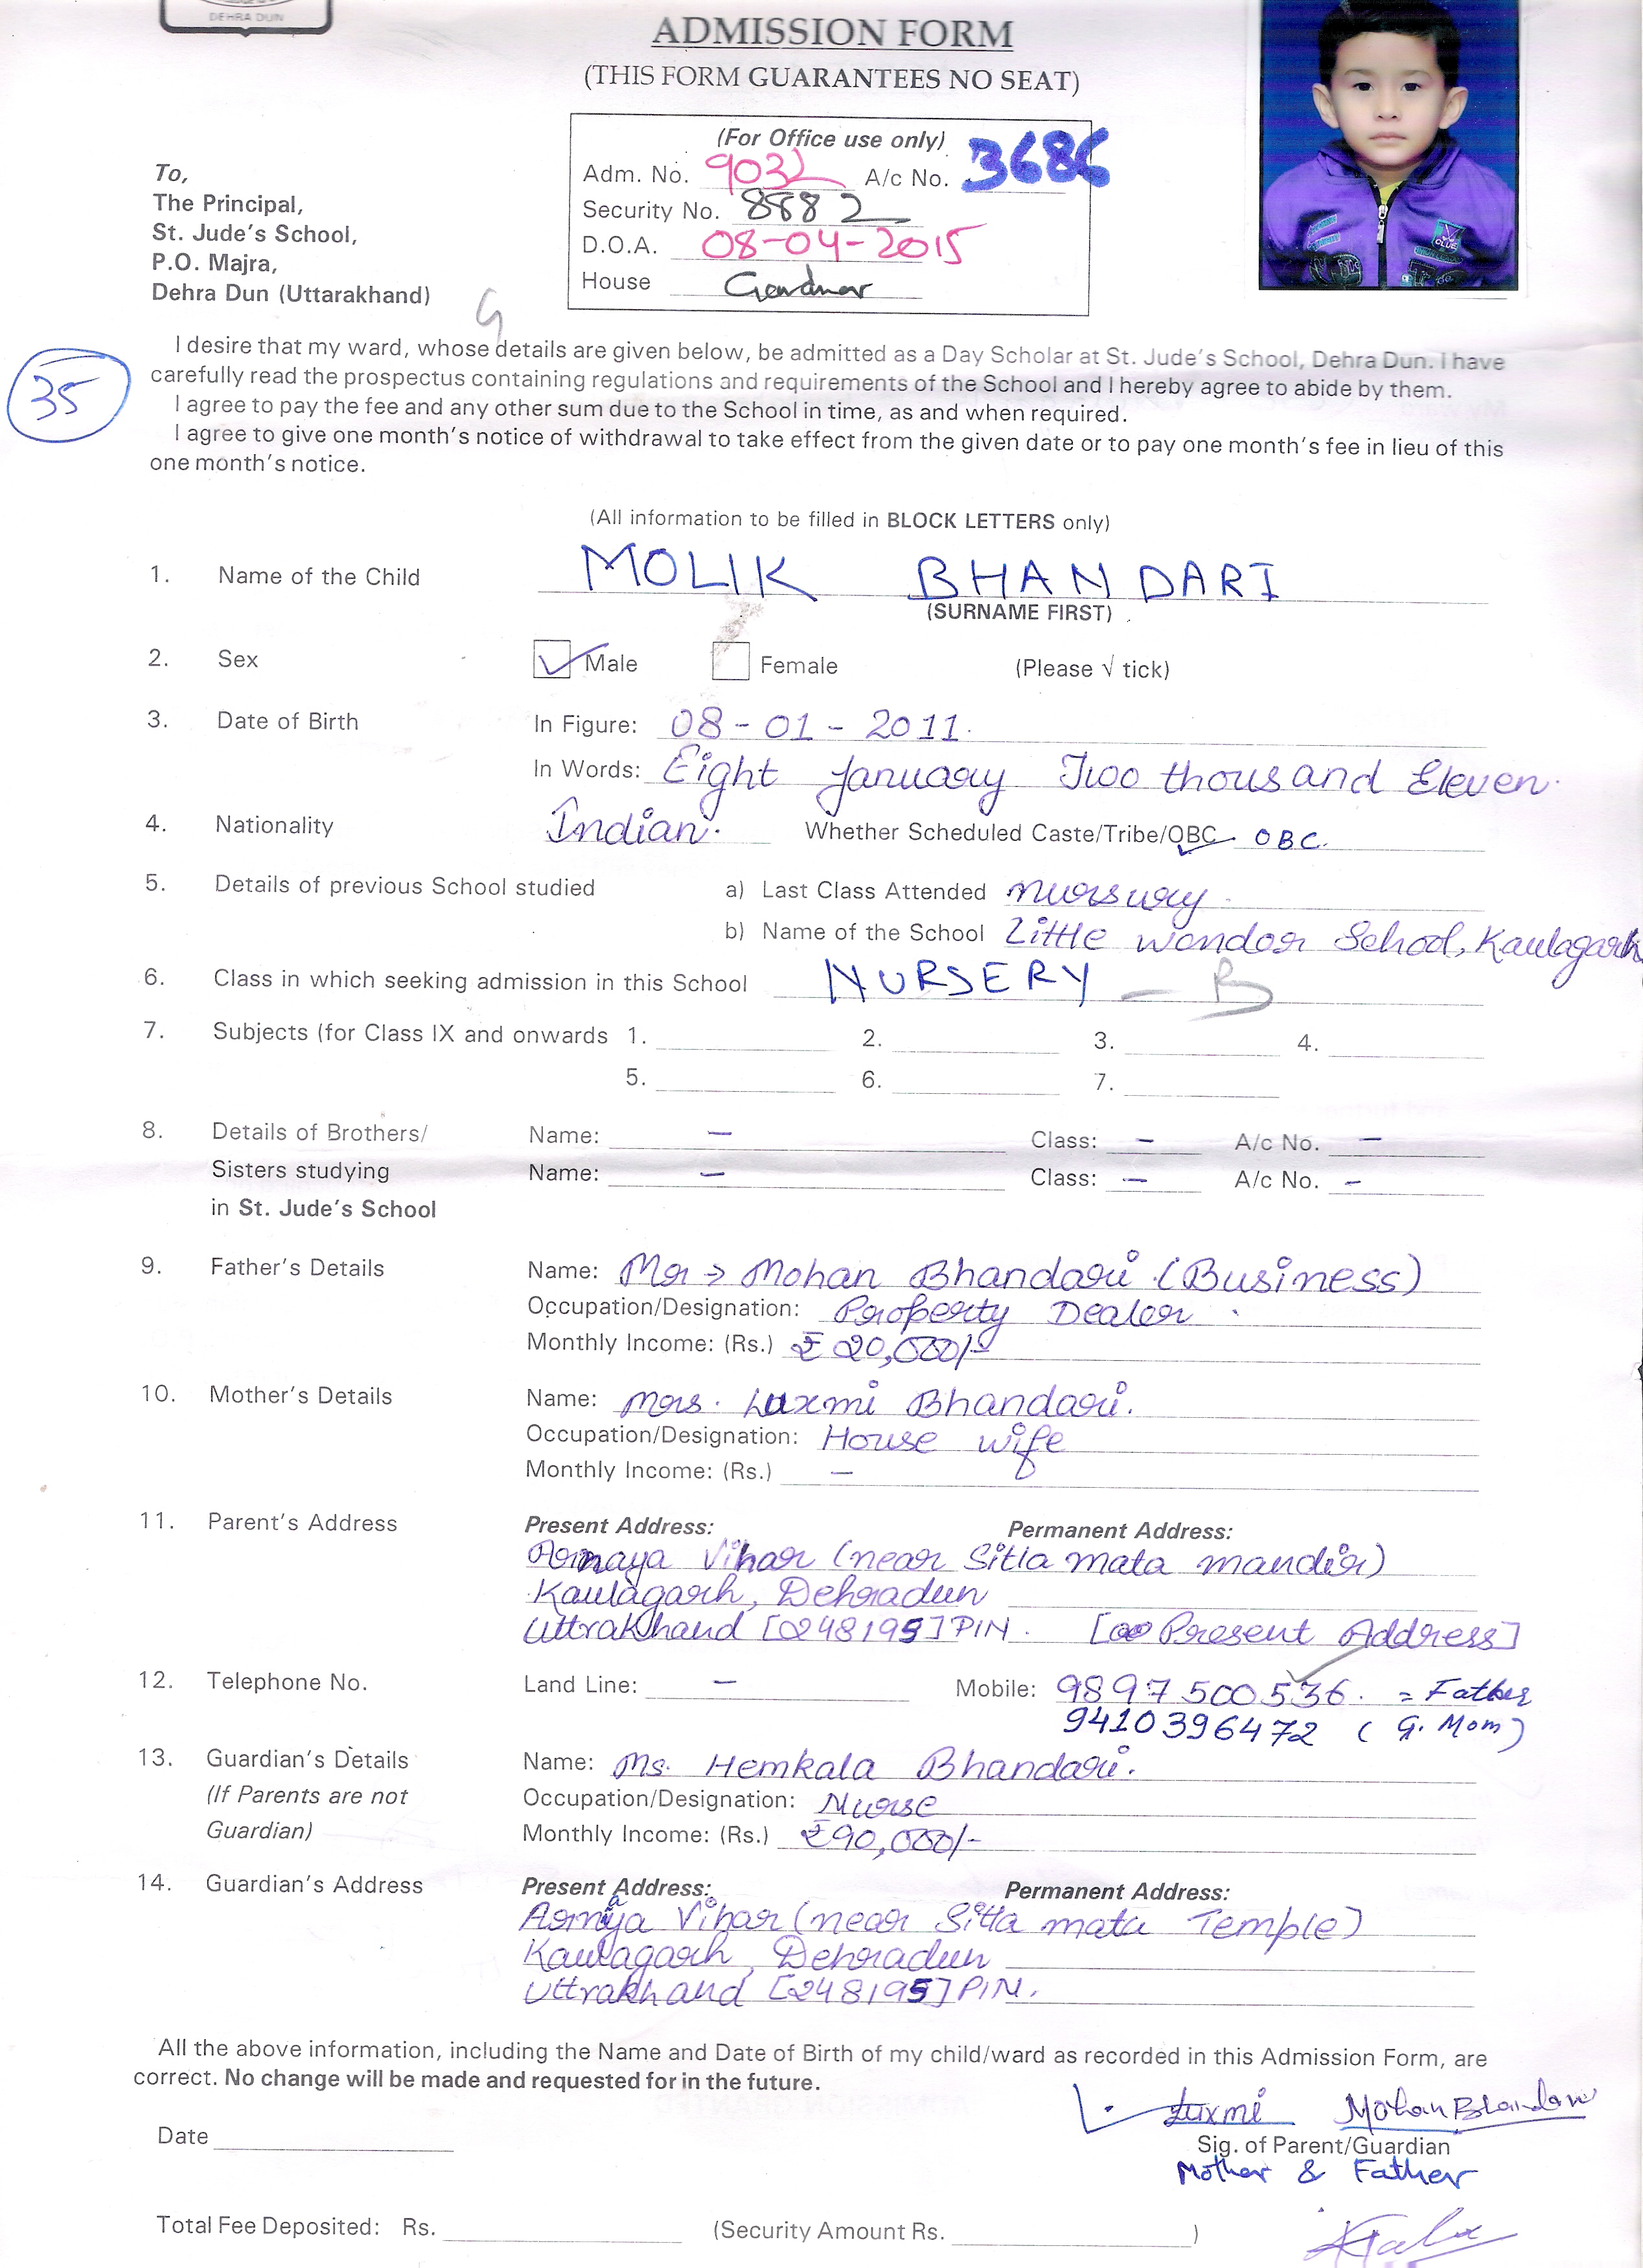 DEHRA DUN
ADMISSION FORM
(THIS FORM GUARANTEES NO SEAT)
(For Office use only)
Adm. No. 9032 A/c No. 3686
Security No. 8882
D.O.A. 08-04-2015
House
To,
The Principal,
St. Jude's School,
P.O. Majra,
Dehra Dun (Uttarakhand)
G
35
I desire that my ward, whose details are given below, be admitted as a Day Scholar at St. Jude's School, Dehra Dun. I have
carefully read the prospectus containing regulations and requirements of the School and I hereby agree to abide by them.
I agree to pay the fee and any other sum due to the School in time, as and when required.
I agree to give one month's notice of withdrawal to take effect from the given date or to pay one month's fee in lieu of this
one month's notice.
(All information to be filled in BLOCK LETTERS only)
1. Name of the Child MOLIK BHANDARI
(SURNAME FIRST)
2. Sex Male Female (Please √ tick)
3. Date of Birth In Figure: 08-01-2011.
In Words: Eight January Two thousand Eleven.
4. Nationality Indian. Whether Scheduled Caste/Tribe/OBC OBC.
5. Details of previous School studied a) Last Class Attended nursury.
b) Name of the School Little wondor School, Kaulagarh
6. Class in which seeking admission in this School NURSERY - B
7. Subjects (for Class IX and onwards 1. 2. 3. 4.
5. 6. 7.
8. Details of Brothers/ Name: - Class: - A/c No. -
Sisters studying Name: - Class: - A/c No. -
in St. Jude's School
9. Father's Details Name: Mr → Mohan Bhandari (Business)
Occupation/Designation: Property Dealer.
Monthly Income: (Rs.) ₹ 20,000/-
10. Mother's Details Name: Mrs. Luxmi Bhandari.
Occupation/Designation: House wife
Monthly Income: (Rs.) -
11. Parent's Address Present Address: Permanent Address:
Vihar (near Sitla mata mandir)
Kaulagarh, Dehradun
Uttrakhand [248195] PIN. [Present Address]
12. Telephone No. Land Line: - Mobile: 9897500536. = Father
9410396472 (G. Mom)
13. Guardian's Details Name: Ms. Hemkala Bhandari.
(If Parents are not Occupation/Designation: Nurse
Guardian) Monthly Income: (Rs.) ₹90,000/-
14. Guardian's Address Present Address: Permanent Address:
Vihar (near Sitla mata Temple)
Kaulagarh, Dehradun
Uttrakhand [248195] PIN.
All the above information, including the Name and Date of Birth of my child/ward as recorded in this Admission Form, are
correct. No change will be made and requested for in the future.
Luxmi Mohan Bhandari
Date Sig. of Parent/Guardian
Mother & Father
Total Fee Deposited: Rs. (Security Amount Rs. )